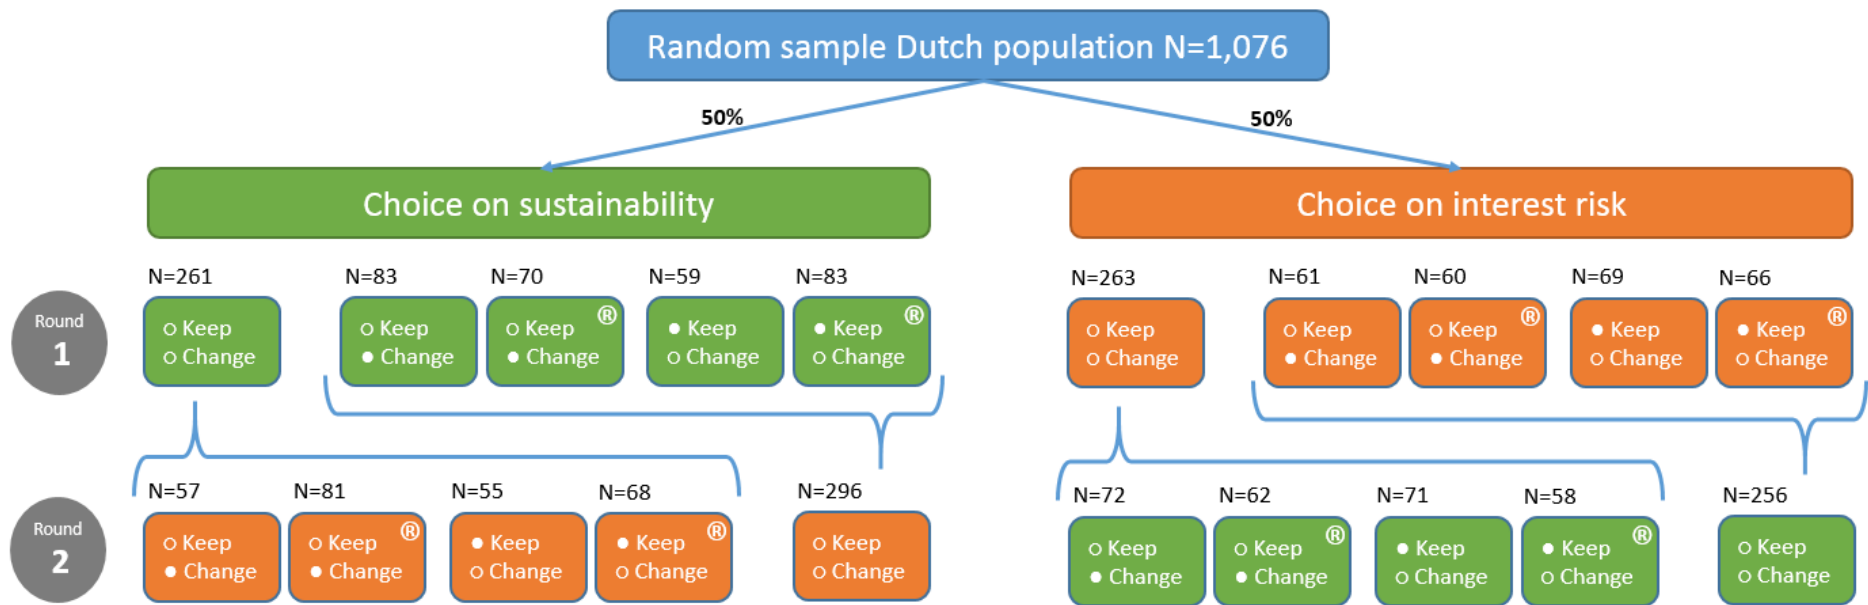 Random sample Dutch population N=1,076
50%
50%
Choice on sustainability
Choice on interest risk
N=261
N=83
N=70
N=59
N=83
N=263
N=61
N=60
N=69
N=66
Round
1
○ Keep
○ Change
○ Keep
● Change
○ Keep ®
● Change
● Keep
○ Change
● Keep ®
○ Change
○ Keep
○ Change
○ Keep
● Change
○ Keep ®
● Change
● Keep
○ Change
● Keep ®
○ Change
N=57
N=81
N=55
N=68
N=296
N=72
N=62
N=71
N=58
N=256
Round
2
○ Keep
● Change
○ Keep ®
● Change
● Keep
○ Change
● Keep ®
○ Change
○ Keep
○ Change
○ Keep
● Change
○ Keep ®
● Change
● Keep
○ Change
● Keep ®
○ Change
○ Keep
○ Change